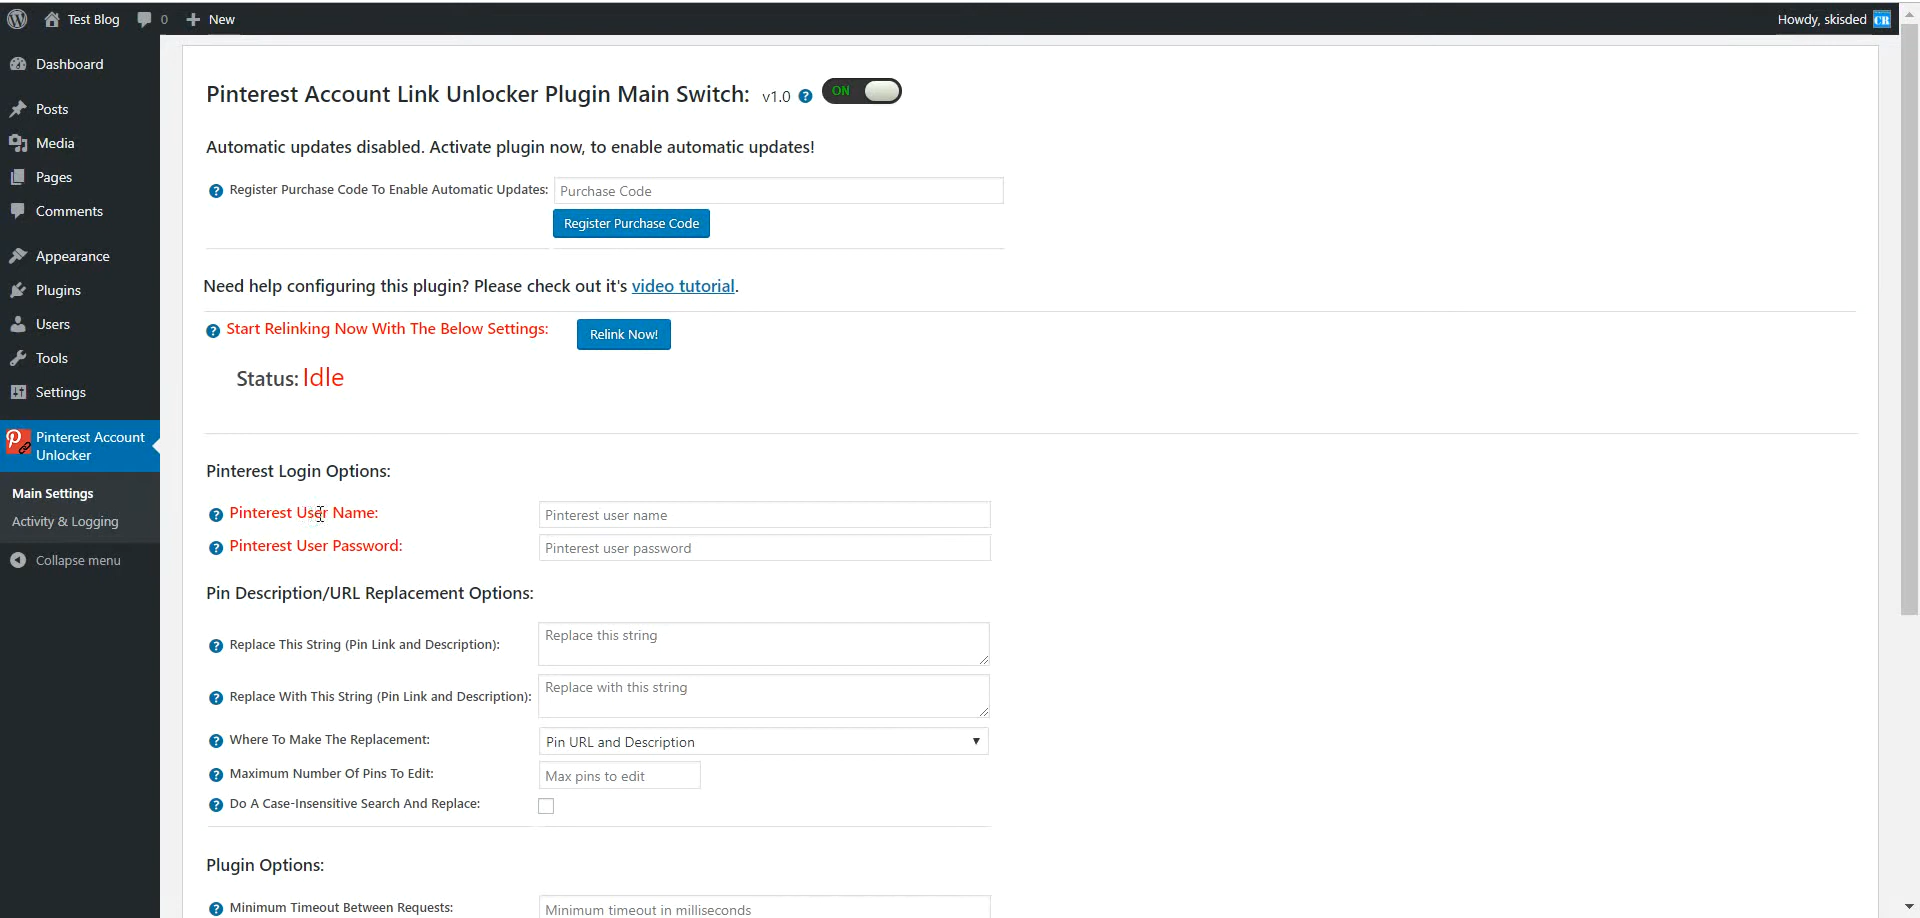 Test Blog
0
New
Howdy, skisded
CR
Dashboard
Posts
Media
Pages
Comments
Appearance
Plugins
Users
Tools
Settings
Pinterest Account
Unlocker
Main Settings
Activity & Logging
Collapse menu
Pinterest Account Link Unlocker Plugin Main Switch: v1.0 ? ON
Automatic updates disabled. Activate plugin now, to enable automatic updates!
? Register Purchase Code To Enable Automatic Updates: Purchase Code
Register Purchase Code
Need help configuring this plugin? Please check out it's video tutorial.
? Start Relinking Now With The Below Settings: Relink Now!
Status: Idle
Pinterest Login Options:
? Pinterest User Name: Pinterest user name
? Pinterest User Password: Pinterest user password
Pin Description/URL Replacement Options:
? Replace This String (Pin Link and Description): Replace this string
? Replace With This String (Pin Link and Description): Replace with this string
? Where To Make The Replacement: Pin URL and Description
? Maximum Number Of Pins To Edit: Max pins to edit
? Do A Case-Insensitive Search And Replace:
Plugin Options:
? Minimum Timeout Between Requests: Minimum timeout in milliseconds